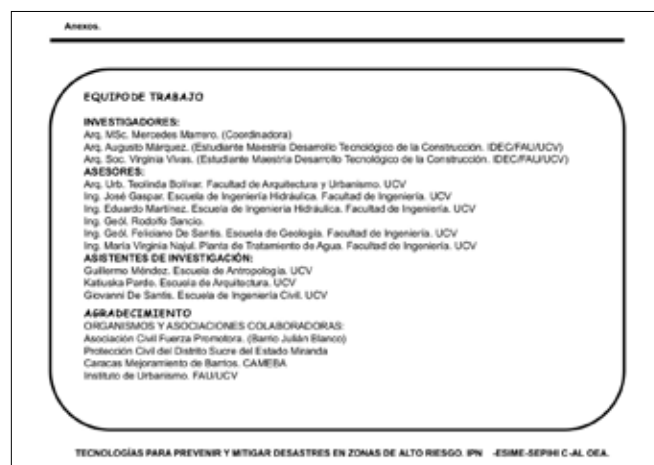 Anexos.
EQUIPO DE TRABAJO
INVESTIGADORES:
Arq. MSc. Mercedes Marrero. (Coordinadora)
Arq. Augusto Márquez. (Estudiante Maestría Desarrollo Tecnológico de la Construcción. IDEC/FAU/UCV)
Arq. Soc. Virginia Vivas. (Estudiante Maestría Desarrollo Tecnológico de la Construcción. IDEC/FAU/UCV)
ASESORES:
Arq. Urb. Teolinda Bolívar. Facultad de Arquitectura y Urbanismo. UCV
Ing. José Gaspar. Escuela de Ingeniería Hidráulica. Facultad de Ingeniería. UCV
Ing. Eduardo Martínez. Escuela de Ingeniería Hidráulica. Facultad de Ingeniería. UCV
Ing. Geól. Rodolfo Sancio.
Ing. Geól. Feliciano De Santis. Escuela de Geología. Facultad de Ingeniería. UCV
Ing. María Virginia Najul. Planta de Tratamiento de Agua. Facultad de Ingeniería. UCV
ASISTENTES DE INVESTIGACIÓN:
Guillermo Méndez. Escuela de Antropología. UCV
Katiuska Pardo. Escuela de Arquitectura. UCV
Giovanni De Santis. Escuela de Ingeniería Civil. UCV
AGRADECIMIENTO
ORGANISMOS Y ASOCIACIONES COLABORADORAS:
Asociación Civil Fuerza Promotora. (Barrio Julián Blanco)
Protección Civil del Distrito Sucre del Estado Miranda
Caracas Mejoramiento de Barrios. CAMEBA
Instituto de Urbanismo. FAU/UCV
TECNOLOGÍAS PARA PREVENIR Y MITIGAR DESASTRES EN ZONAS DE ALTO RIESGO. IPN -ESIME-SEPIHI C-AL OEA.